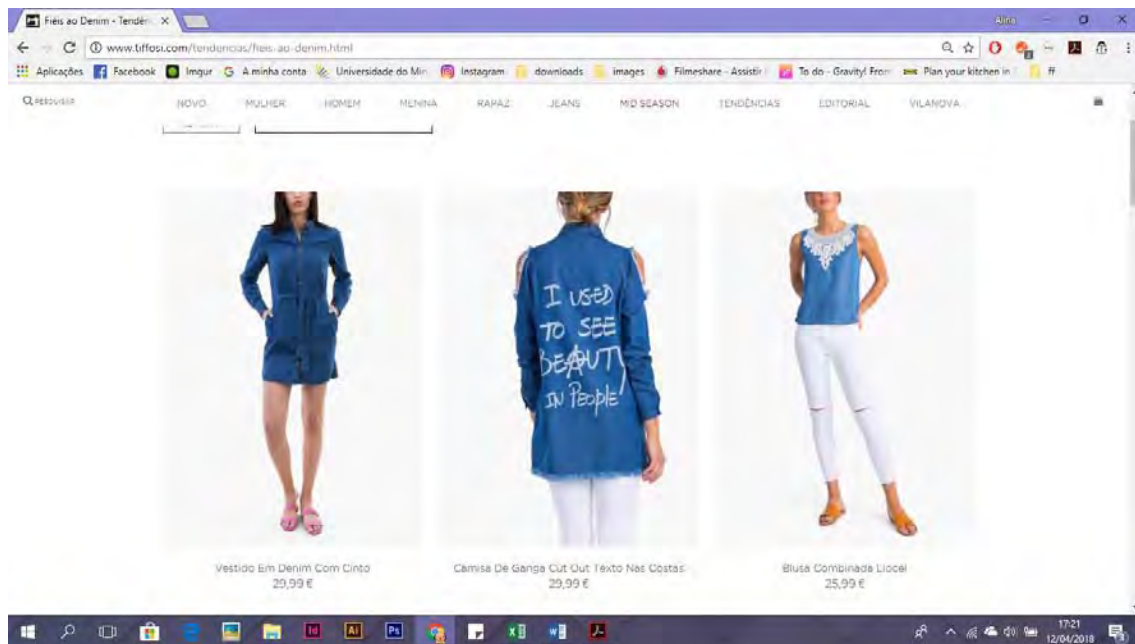 Fiéis ao Denim - Tendên
Alina
www.tiffosi.com/tendencias/fieis-ao-denim.html
Aplicações Facebook Imgur A minha conta Universidade do Min Instagram downloads images Filmeshare - Assistir To do - Gravity! From Plan your kitchen in ff
PESQUISAR NOVO MULHER HOMEM MENINA RAPAZ JEANS MID SEASON TENDÊNCIAS EDITORIAL VILANOVA
I USED
TO SEE
BEAUTY
IN PEOPLE
Vestido Em Denim Com Cinto
29,99 €
Camisa De Ganga Cut Out Texto Nas Costas
29,99 €
Blusa Combinada Liocel
25,99 €
Id Ai Ps
17:21
12/04/2018